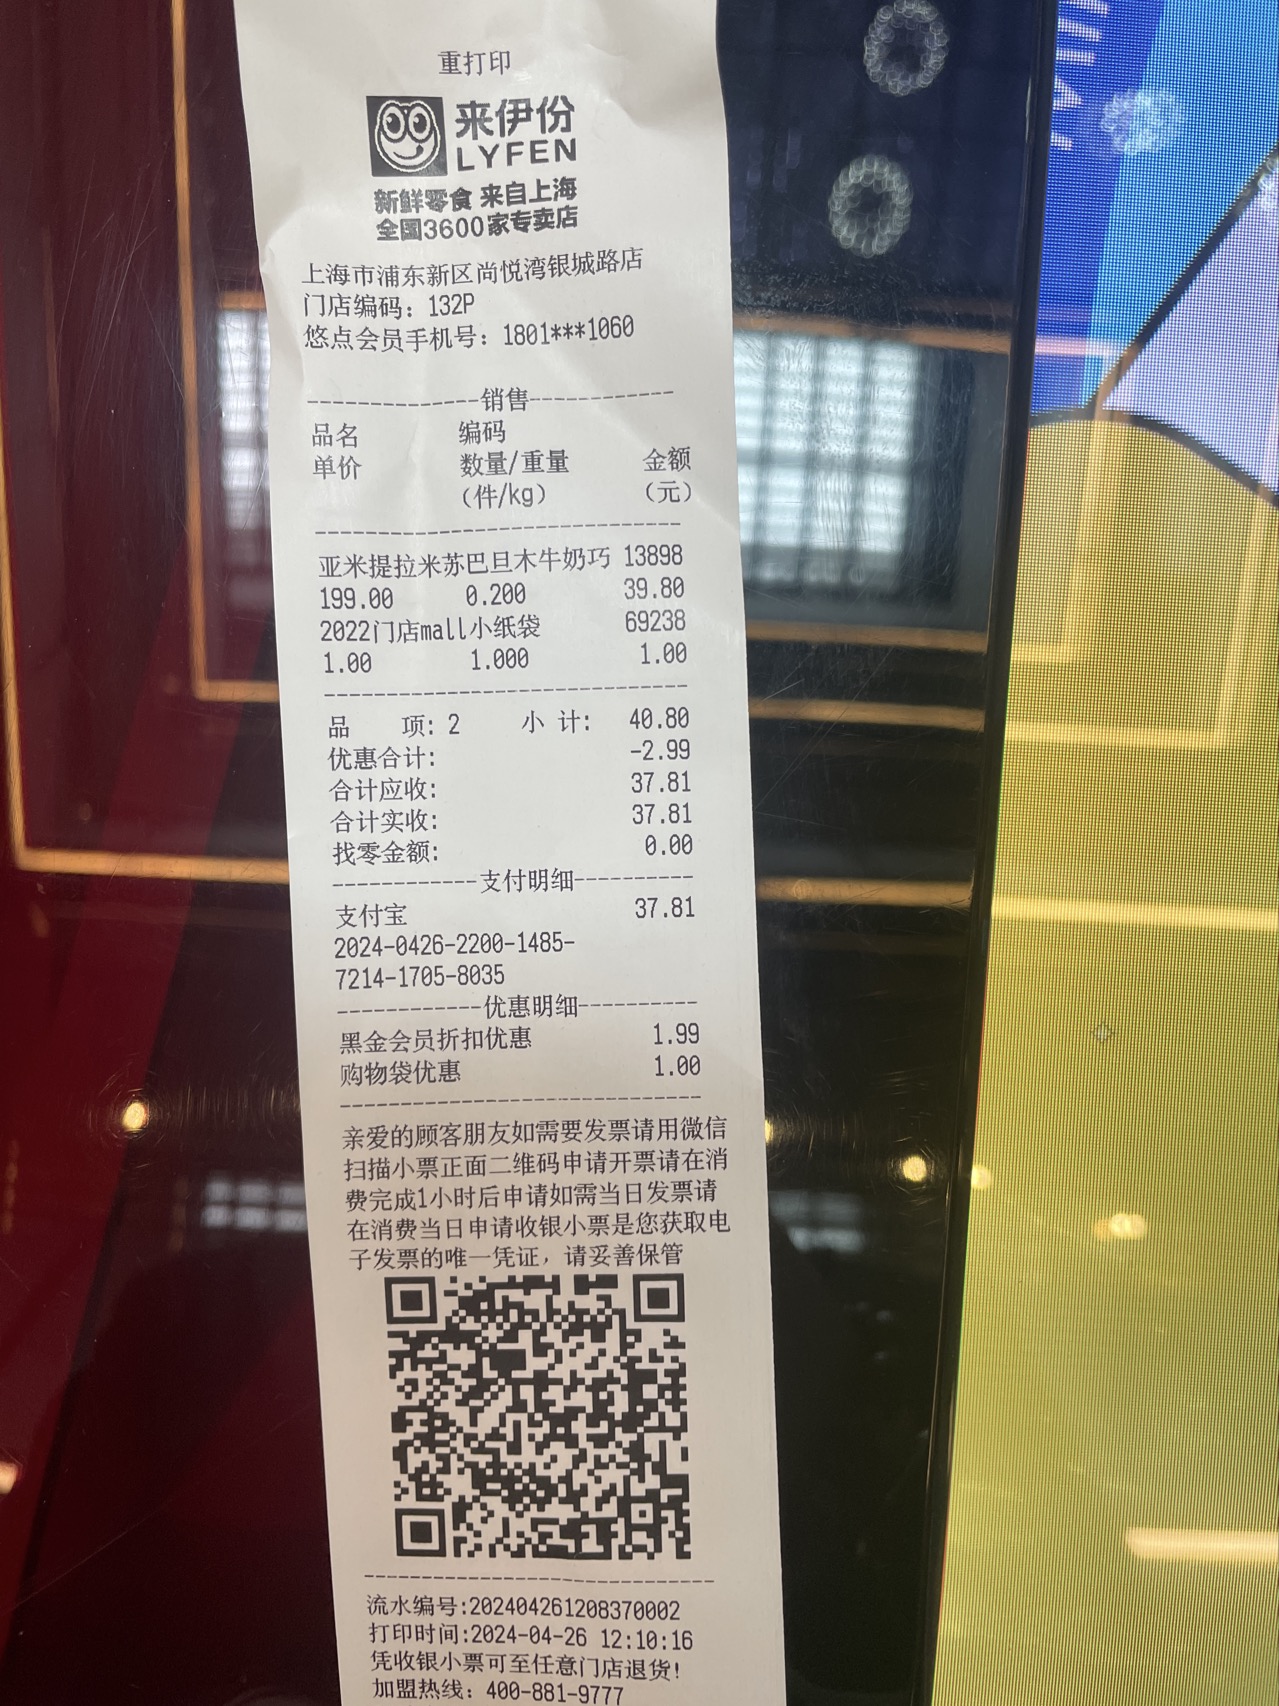 重打印
来伊份
LYFEN
新鲜零食 来自上海
全国3600家专卖店
上海市浦东新区尚悦湾银城路店
门店编码：132P
悠点会员手机号：1801***1060
--------------销售------------
品名 编码
单价 数量/重量 金额
（件/kg） （元）
------------------------------
亚米提拉米苏巴旦木牛奶巧 13898
199.00 0.200 39.80
2022门店mall小纸袋 69238
1.00 1.000 1.00
------------------------------
品 项: 2 小 计: 40.80
优惠合计: -2.99
合计应收: 37.81
合计实收: 37.81
找零金额: 0.00
------------支付明细----------
支付宝 37.81
2024-0426-2200-1485-
7214-1705-8035
------------优惠明细----------
黑金会员折扣优惠 1.99
购物袋优惠 1.00
------------------------------
亲爱的顾客朋友如需要发票请用微信
扫描小票正面二维码申请开票请在消
费完成1小时后申请如需当日发票请
在消费当日申请收银小票是您获取电
子发票的唯一凭证，请妥善保管
------------------------------
流水编号:202404261208370002
打印时间:2024-04-26 12:10:16
凭收银小票可至任意门店退货!
加盟热线: 400-881-9777